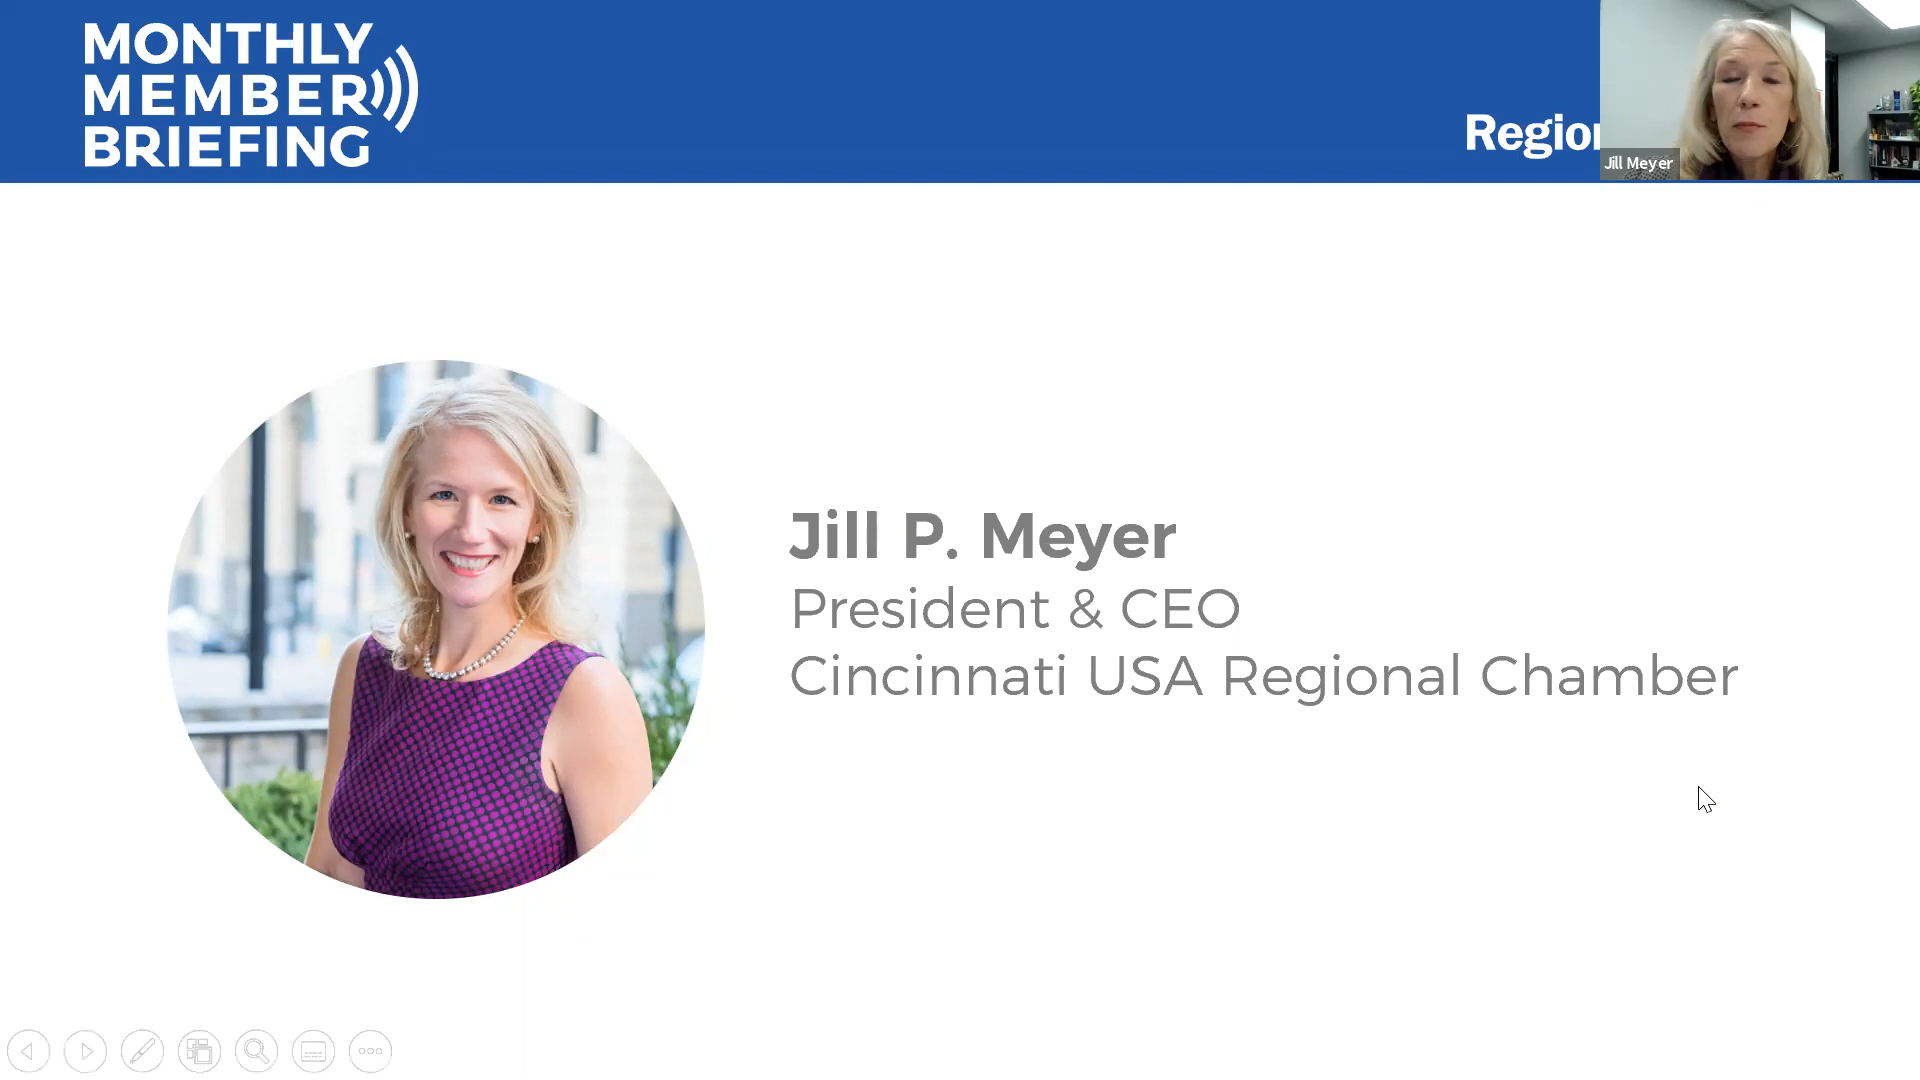 MONTHLY
MEMBER
BRIEFING
Jill Meyer
Jill P. Meyer
President & CEO
Cincinnati USA Regional Chamber